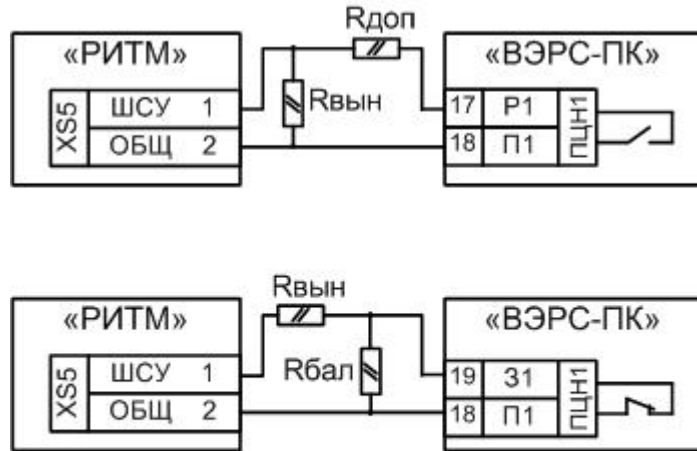 Rдоп
«РИТМ»
«ВЭРС-ПК»
XS5
ШСУ 1
ОБЩ 2
Rвын
17 Р1
18 П1
ПЦН1
Rвын
«РИТМ»
«ВЭРС-ПК»
XS5
ШСУ 1
ОБЩ 2
Rбал
19 З1
18 П1
ПЦН1